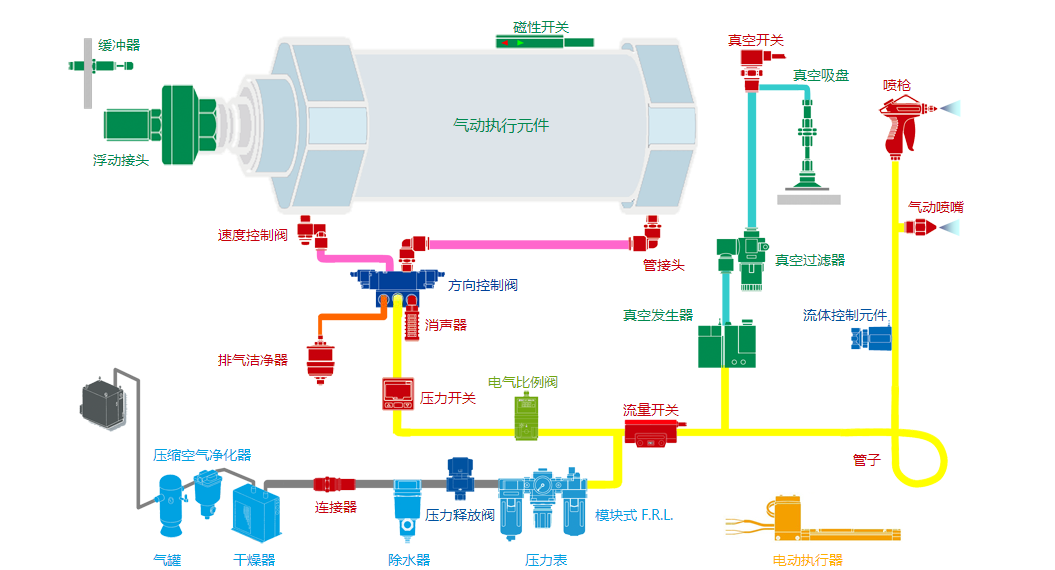 磁性开关
缓冲器
真空开关
真空吸盘
喷枪
气动执行元件
浮动接头
气动喷嘴
速度控制阀
管接头
真空过滤器
方向控制阀
真空发生器
流体控制元件
消声器
排气洁净器
电气比例阀
压力开关
流量开关
压缩空气净化器
管子
连接器
压力释放阀
模块式 F.R.L.
气罐
干燥器
除水器
压力表
电动执行器